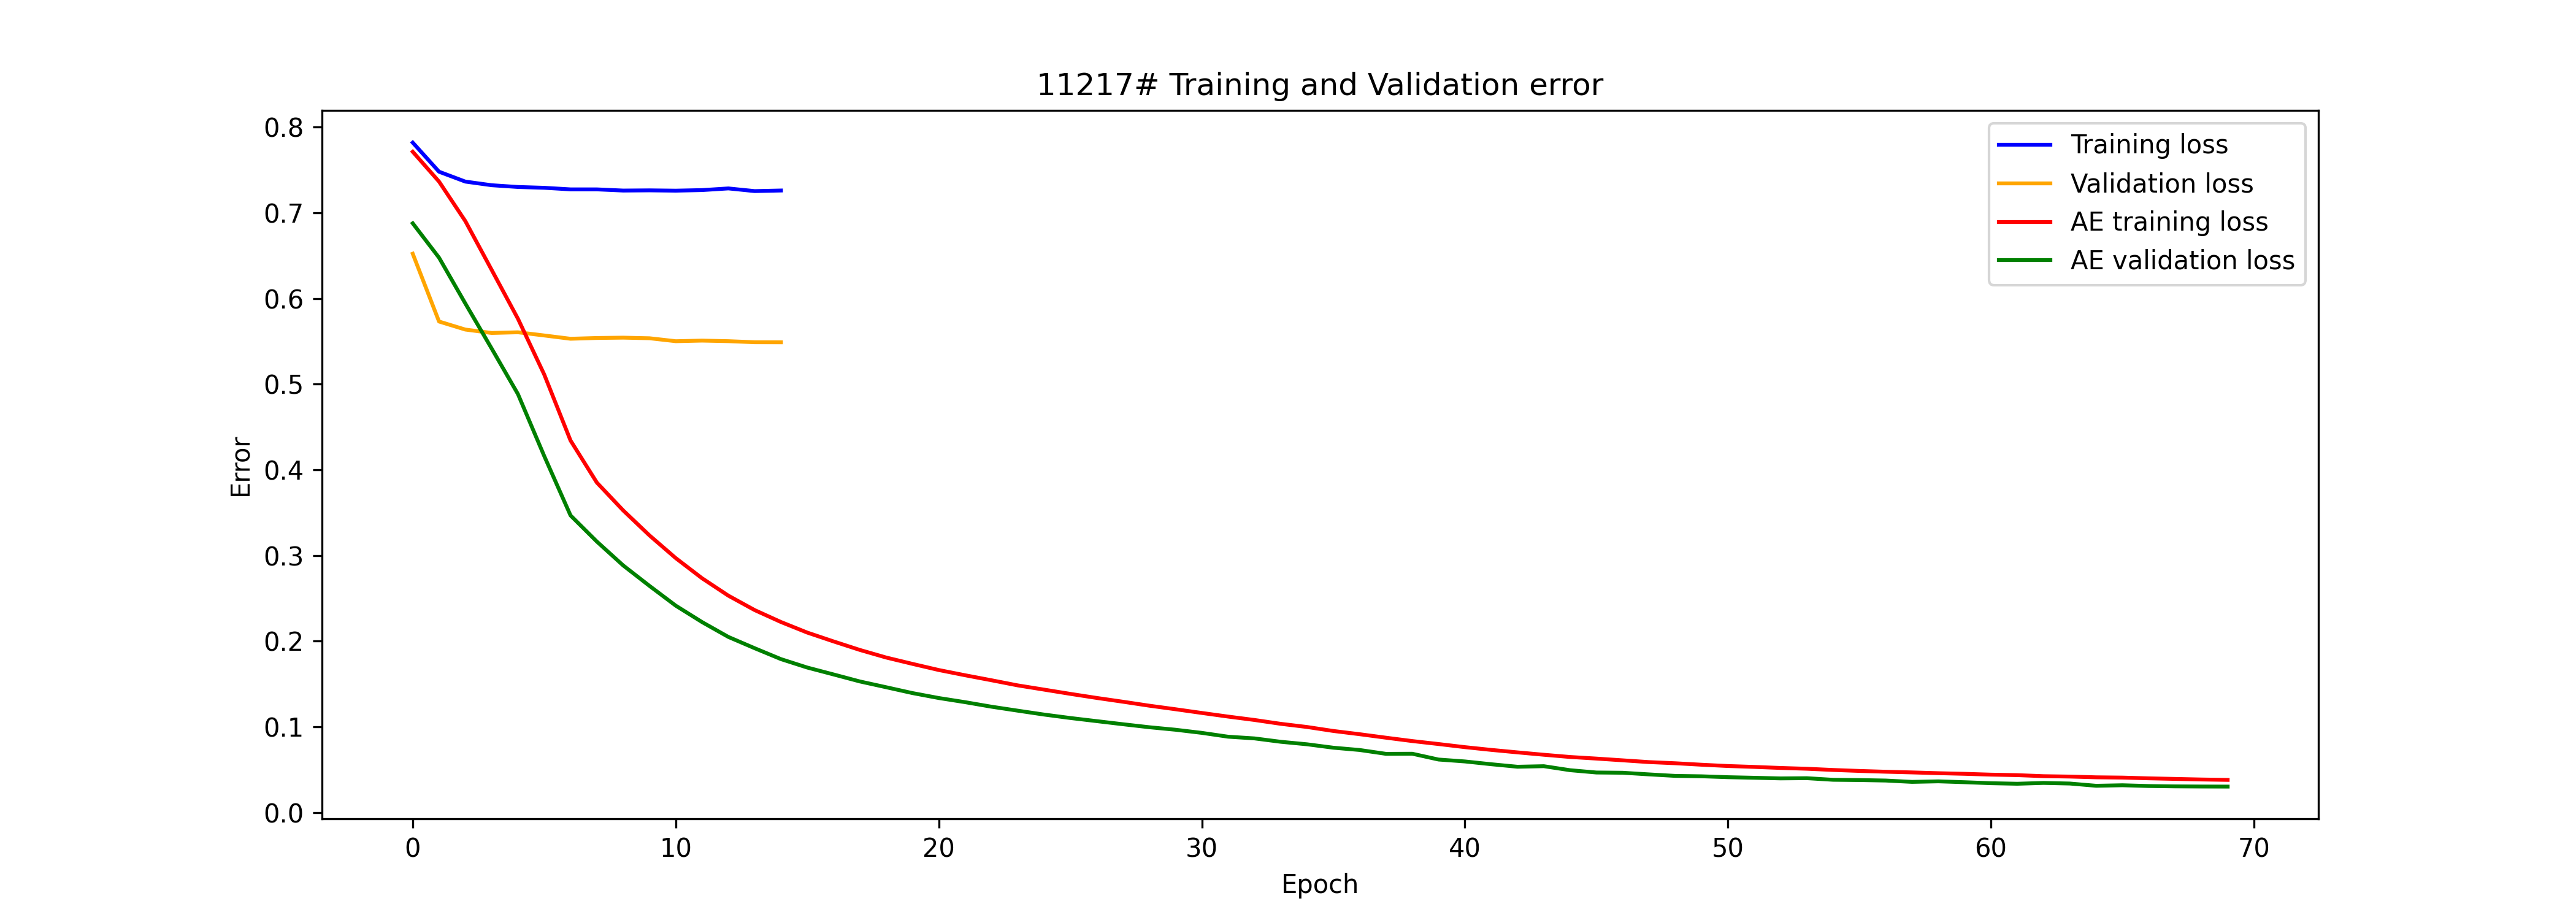 11217# Training and Validation error
Training loss
Validation loss
AE training loss
AE validation loss
Error
0.8
0.7
0.6
0.5
0.4
0.3
0.2
0.1
0.0
0 10 20 30 40 50 60 70
Epoch